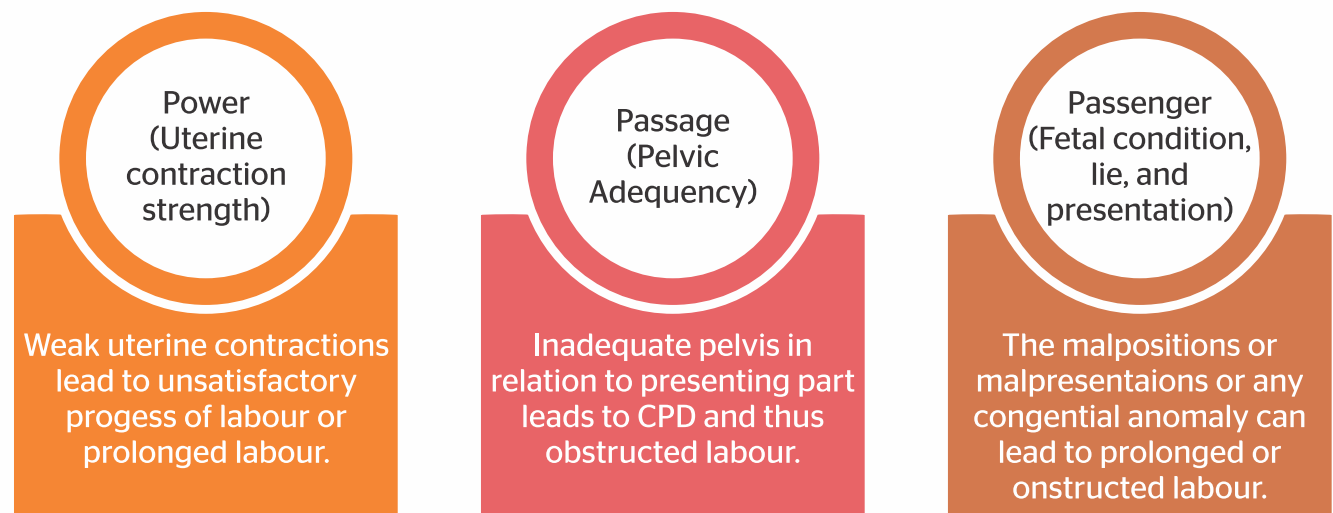 Power
(Uterine
contraction
strength)
Weak uterine contractions
lead to unsatisfactory
progess of labour or
prolonged labour.
Passage
(Pelvic
Adequency)
Inadequate pelvis in
relation to presenting part
leads to CPD and thus
obstructed labour.
Passenger
(Fetal condition,
lie, and
presentation)
The malpositions or
malpresentaions or any
congential anomaly can
lead to prolonged or
onstructed labour.